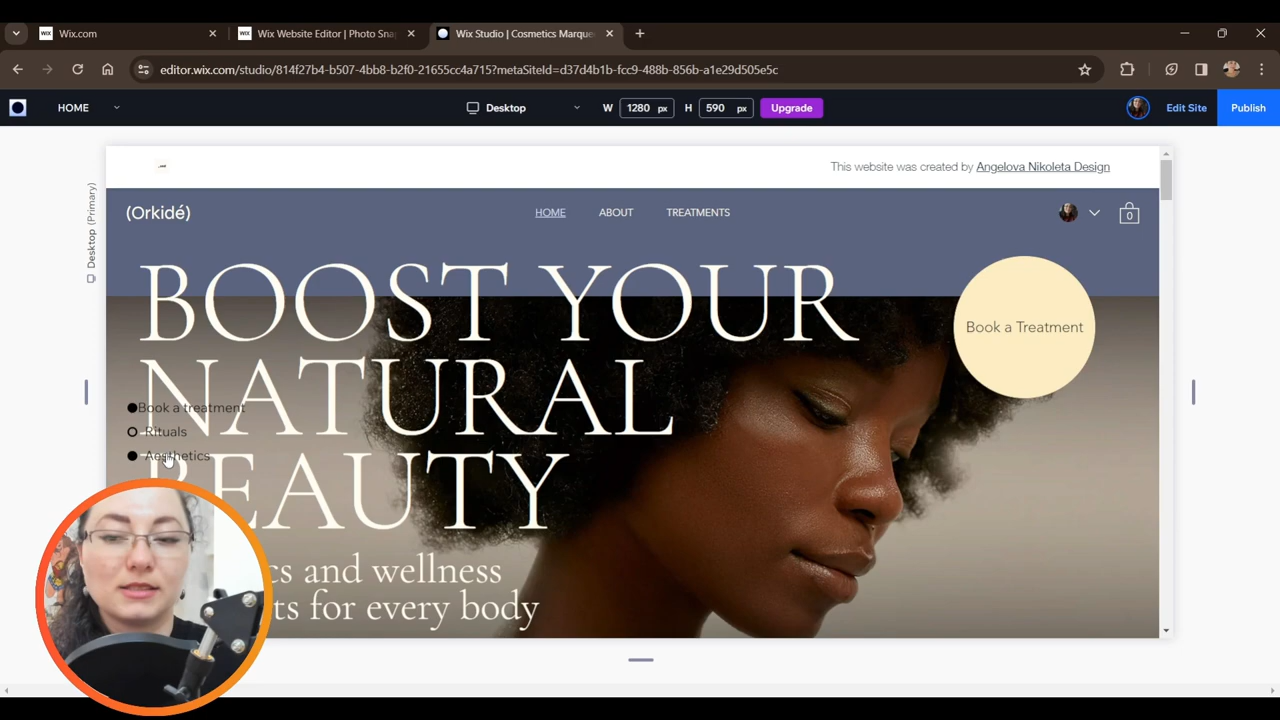 WIX Wix.com
WIX Wix Website Editor | Photo Sna
Wix Studio | Cosmetics Marque
editor.wix.com/studio/814f27b4-b507-4bb8-b2f0-21655cc4a715?metaSiteId=d37d4b1b-fcc9-488b-856b-a1e29d505e5c
HOME
Desktop
W 1280 px H 590 px
Upgrade
Edit Site
Publish
Desktop (Primary)
This website was created by Angelova Nikoleta Design
(Orkidé)
HOME ABOUT TREATMENTS
0
BOOST YOUR
NATURAL
BEAUTY
Book a Treatment
Book a treatment
Rituals
Aesthetics
cs and wellness
ts for every body